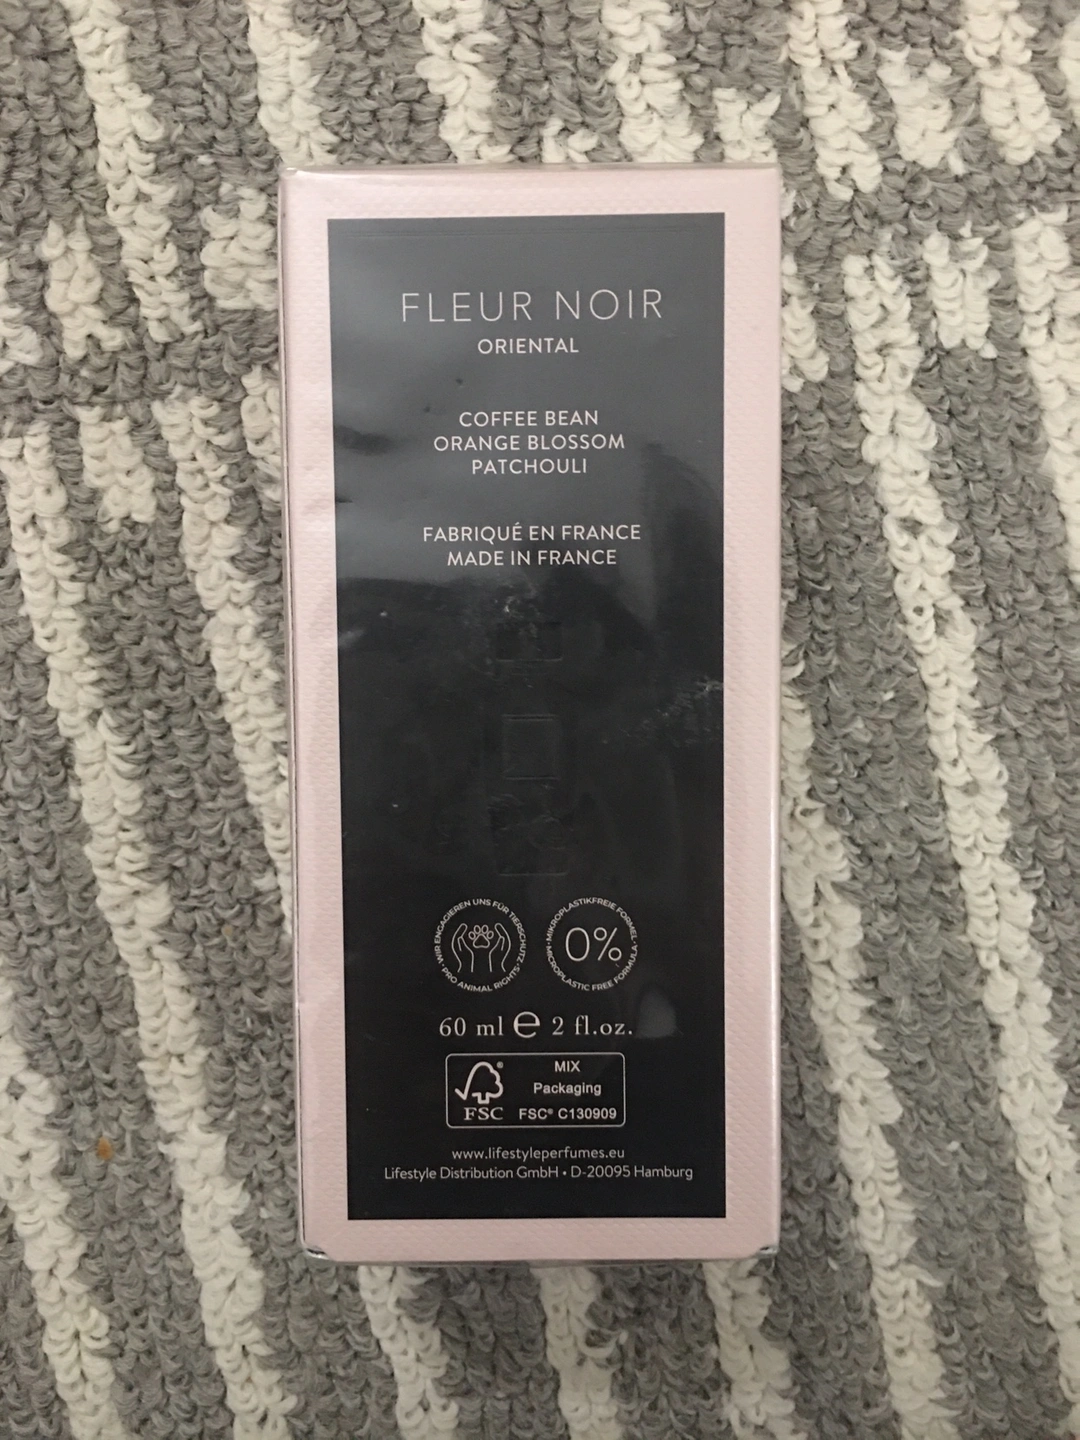 FLEUR NOIR
ORIENTAL
COFFEE BEAN
ORANGE BLOSSOM
PATCHOULI
FABRIQUÉ EN FRANCE
MADE IN FRANCE
WIR ENGAGIEREN UNS FÜR TIERSCHUTZ • PRO ANIMAL RIGHTS •
MIKROPLASTIKFREIE FORMEL • MICROPLASTIC FREE FORMULA •
0%
60 ml ℮ 2 fl.oz.
MIX
Packaging
FSC FSC® C130909
www.lifestyleperfumes.eu
Lifestyle Distribution GmbH • D-20095 Hamburg